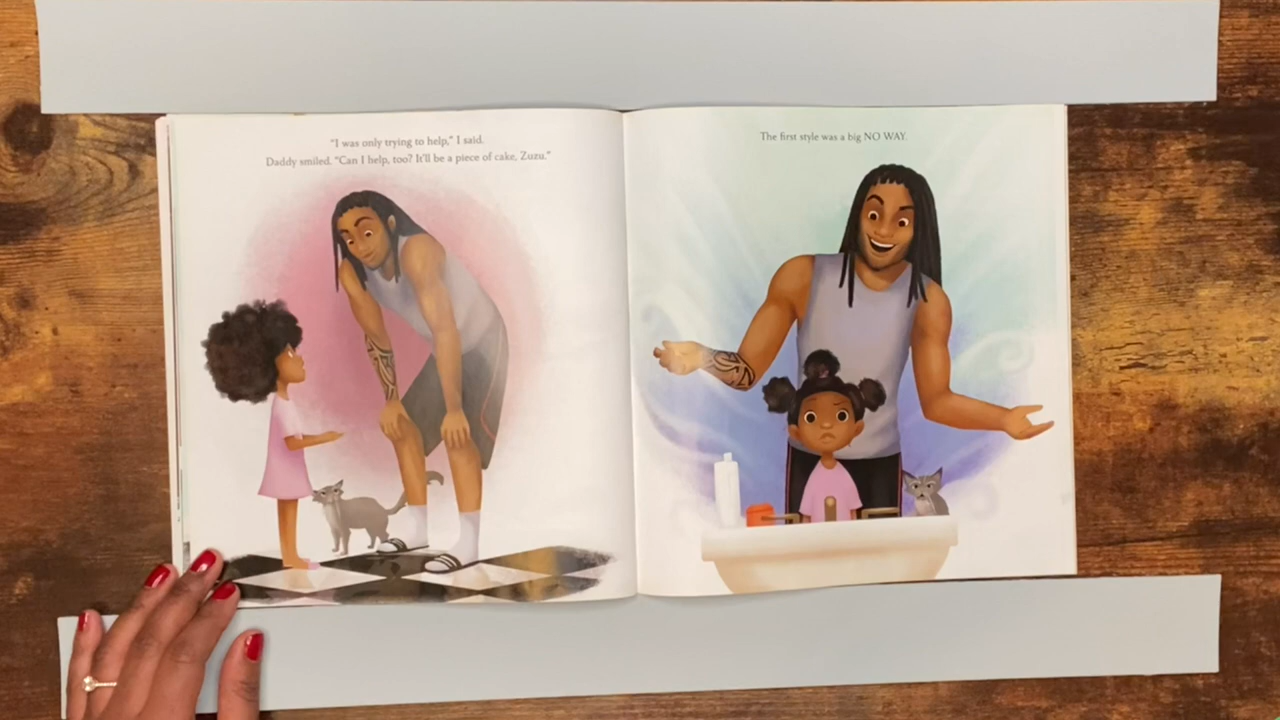 "I was only trying to help," I said.
Daddy smiled. "Can I help, too? It'll be a piece of cake, Zuzu."
The first style was a big NO WAY.